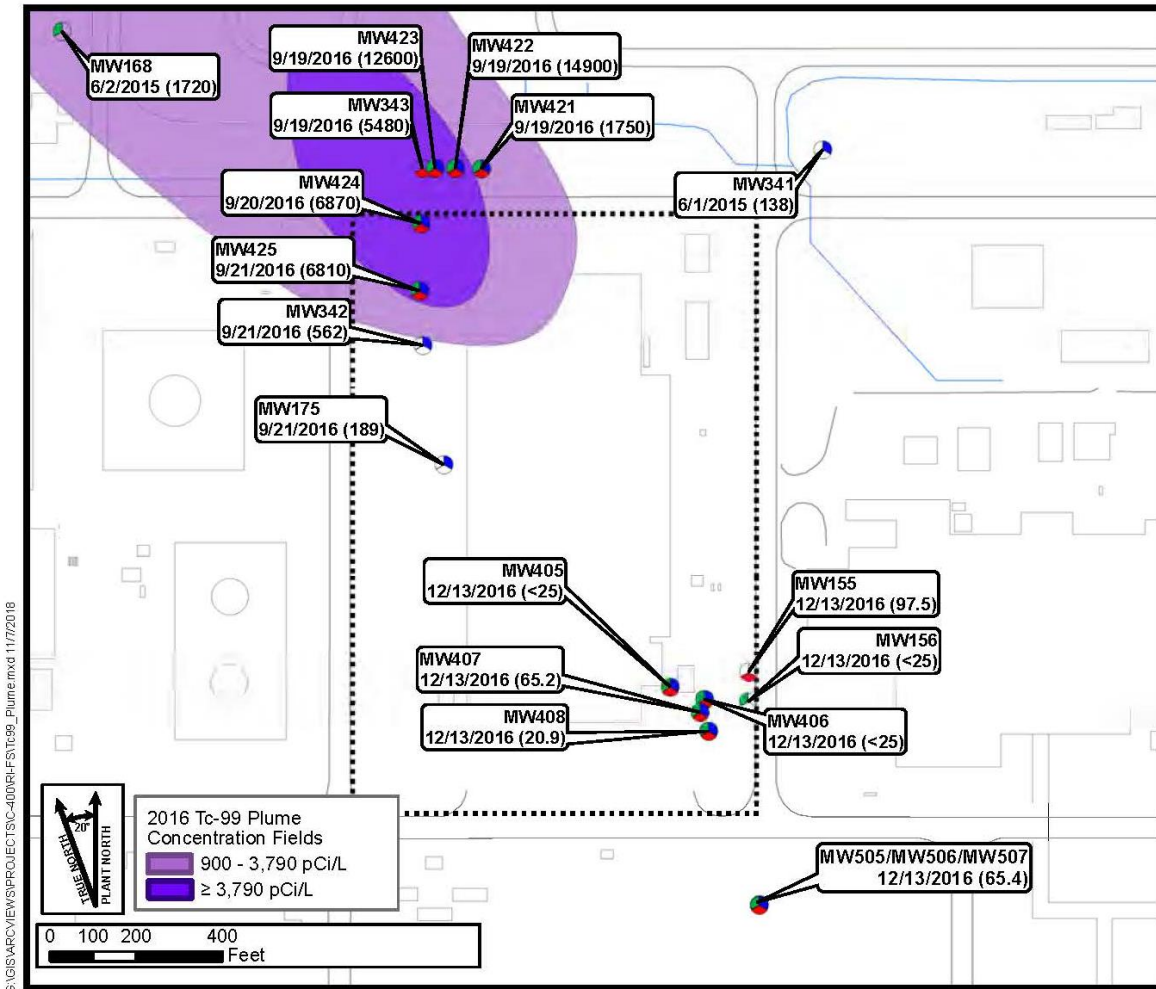 MW168
6/2/2015 (1720)
MW423
9/19/2016 (12600)
MW422
9/19/2016 (14900)
MW343
9/19/2016 (5480)
MW421
9/19/2016 (1750)
MW424
9/20/2016 (6870)
MW341
6/1/2015 (138)
MW425
9/21/2016 (6810)
MW342
9/21/2016 (562)
MW175
9/21/2016 (189)
MW405
12/13/2016 (<25)
MW155
12/13/2016 (97.5)
MW156
12/13/2016 (<25)
MW407
12/13/2016 (65.2)
MW406
12/13/2016 (<25)
MW408
12/13/2016 (20.9)
MW505/MW506/MW507
12/13/2016 (65.4)
TRUE NORTH
20°
PLANT NORTH
2016 Tc-99 Plume
Concentration Fields
900 - 3,790 pCi/L
≥ 3,790 pCi/L
0 100 200 400
Feet
S:\GIS\ARCVIEWS\PROJECTS\C-400\RI-FS\Tc99_Plume.mxd 11/7/2018